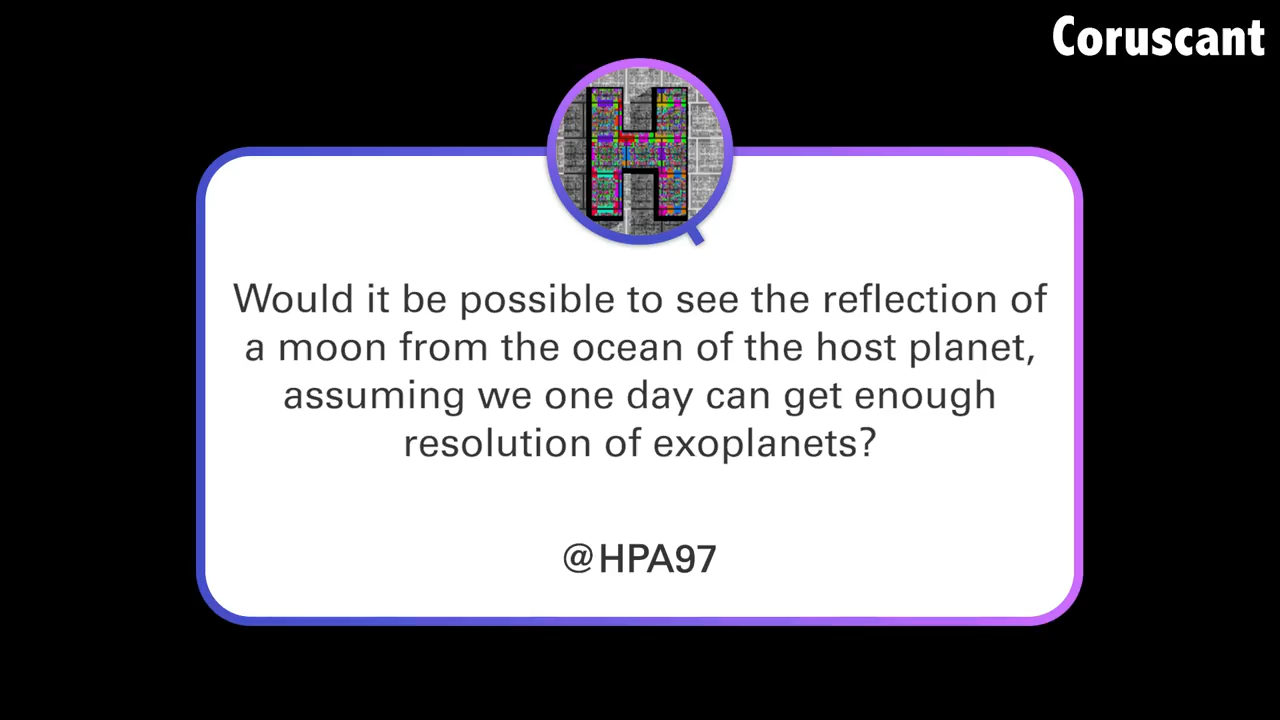 Coruscant
Would it be possible to see the reflection of
a moon from the ocean of the host planet,
assuming we one day can get enough
resolution of exoplanets?
@HPA97